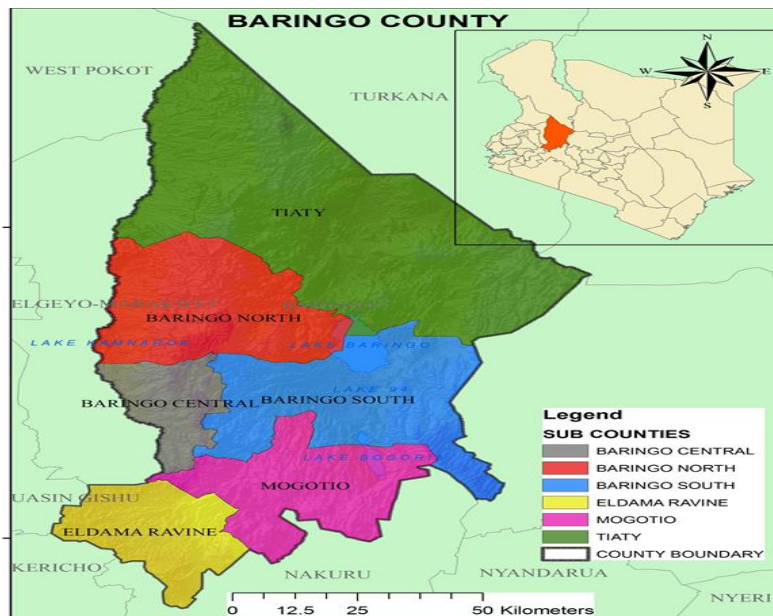 BARINGO COUNTY
WEST POKOT
TURKANA
N
W E
S
TIATY
ELGEYO-MARAKWET
BARINGO NORTH
LAKE KAMNAROK
LAKE BARINGO
LAKE 94
BARINGO CENTRAL
BARINGO SOUTH
LAKE BOGORIA
MOGOTIO
UASIN GISHU
ELDAMA RAVINE
KERICHO
NAKURU
NYANDARUA
NYERI
Legend
SUB COUNTIES
BARINGO CENTRAL
BARINGO NORTH
BARINGO SOUTH
ELDAMA RAVINE
MOGOTIO
TIATY
COUNTY BOUNDARY
0 12.5 25 50 Kilometers